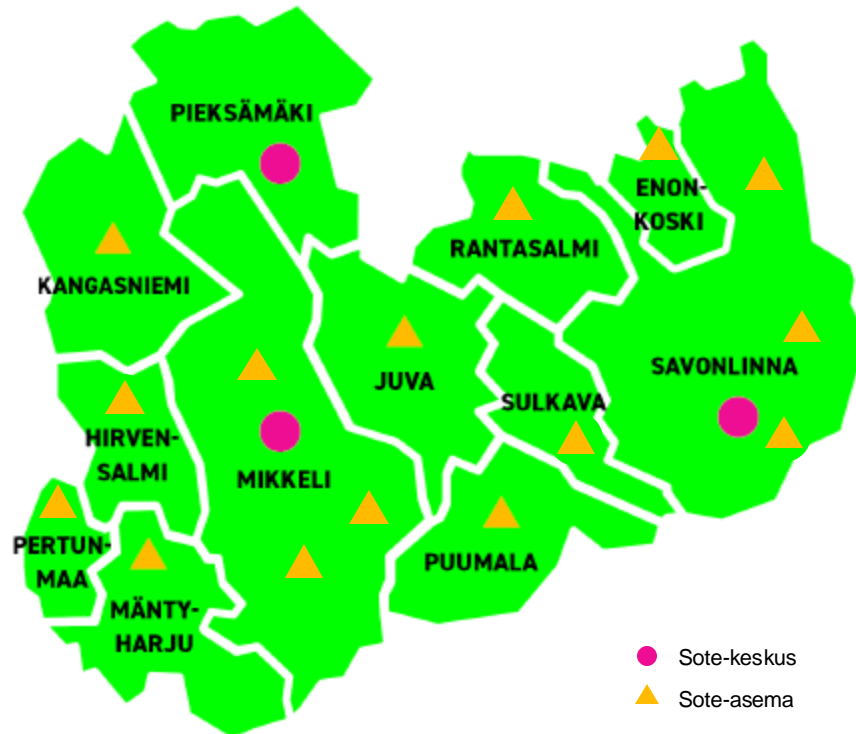 PIEKSÄMÄKI
ENON-
KOSKI
RANTASALMI
KANGASNIEMI
SAVONLINNA
JUVA
SULKAVA
HIRVEN-
SALMI
MIKKELI
PERTUN-
MAA
PUUMALA
MÄNTY-
HARJU
Sote-keskus
Sote-asema